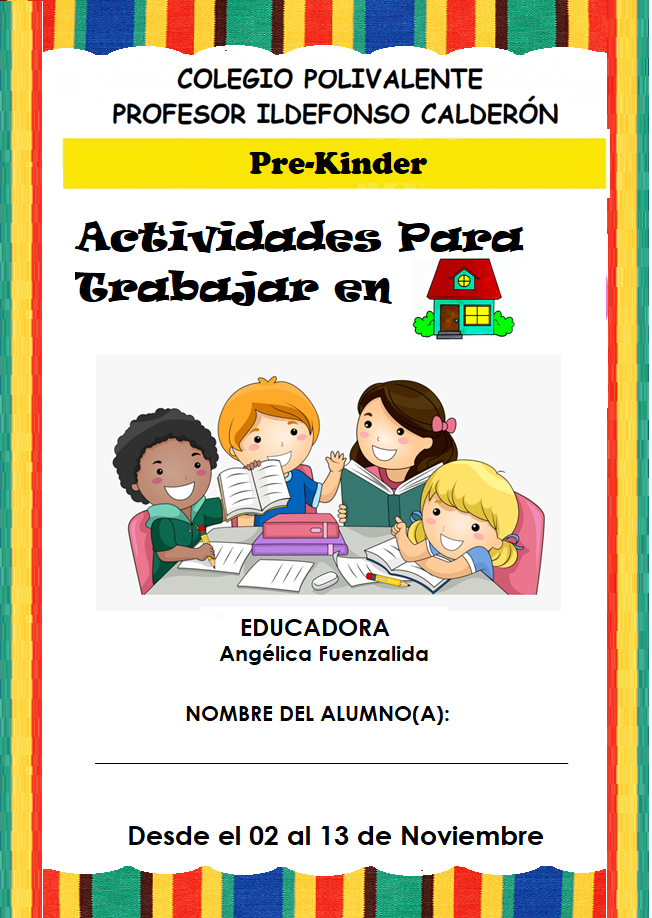 COLEGIO POLIVALENTE
PROFESOR ILDEFONSO CALDERÓN
Pre-Kinder
Actividades Para
Trabajar en
EDUCADORA
Angélica Fuenzalida
NOMBRE DEL ALUMNO(A):
Desde el 02 al 13 de Noviembre